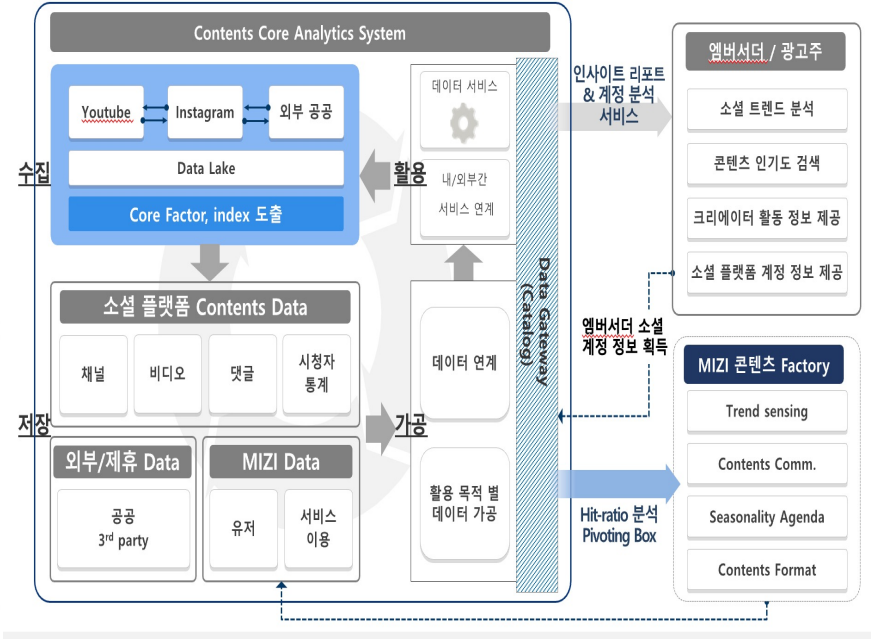 Contents Core Analytics System
수집
Youtube
Instagram
외부 공공
Data Lake
Core Factor, index 도출
활용
데이터 서비스
내/외부간
서비스 연계
저장
소셜 플랫폼 Contents Data
채널
비디오
댓글
시청자
통계
외부/제휴 Data
공공
3rd party
MIZI Data
유저
서비스
이용
가공
데이터 연계
활용 목적 별
데이터 가공
Data Gateway
(Catalog)
인사이트 리포트
& 계정 분석
서비스
엠버서더 / 광고주
소셜 트렌드 분석
콘텐츠 인기도 검색
크리에이터 활동 정보 제공
소셜 플랫폼 계정 정보 제공
엠버서더 소셜
계정 정보 획득
Hit-ratio 분석
Pivoting Box
MIZI 콘텐츠 Factory
Trend sensing
Contents Comm.
Seasonality Agenda
Contents Format